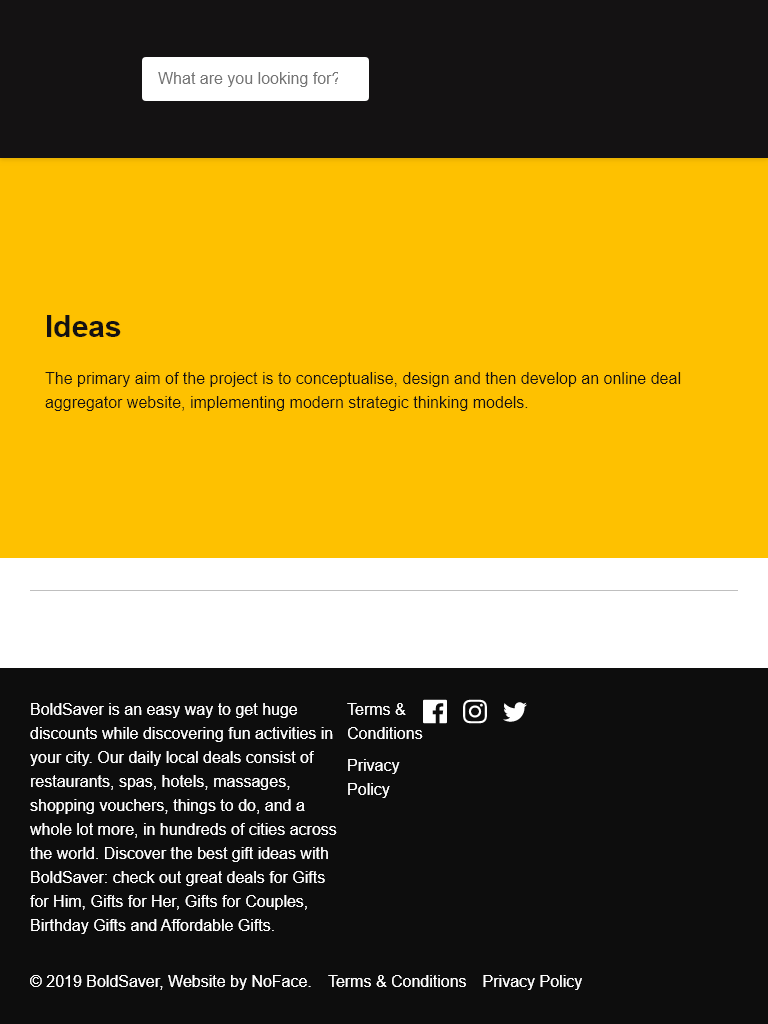 What are you looking for?
Ideas
The primary aim of the project is to conceptualise, design and then develop an online deal
aggregator website, implementing modern strategic thinking models.
BoldSaver is an easy way to get huge
discounts while discovering fun activities in
your city. Our daily local deals consist of
restaurants, spas, hotels, massages,
shopping vouchers, things to do, and a
whole lot more, in hundreds of cities across
the world. Discover the best gift ideas with
BoldSaver: check out great deals for Gifts
for Him, Gifts for Her, Gifts for Couples,
Birthday Gifts and Affordable Gifts.
Terms &
Conditions
Privacy
Policy
© 2019 BoldSaver, Website by NoFace. Terms & Conditions Privacy Policy